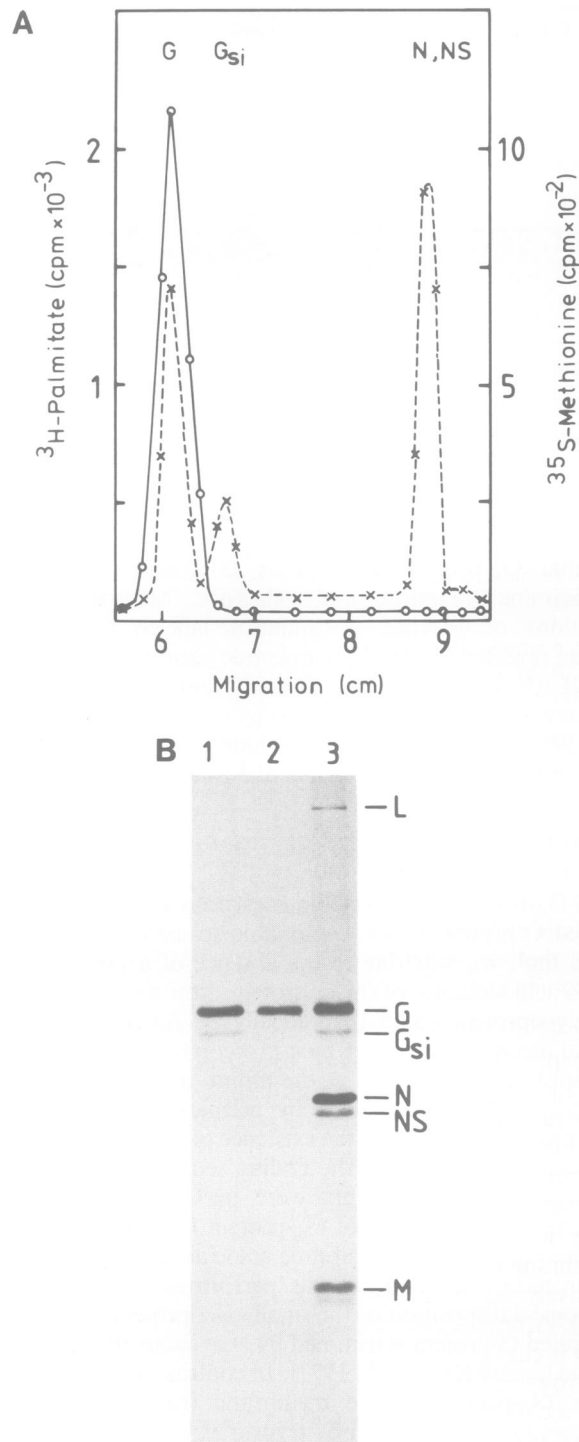 A
G Gsi N,NS
2 10
1 5
³H-Palmitate (cpm×10⁻³)
³⁵S-Methionine (cpm×10⁻²)
6 7 8 9
Migration (cm)
B 1 2 3
L
G
Gsi
N
NS
M